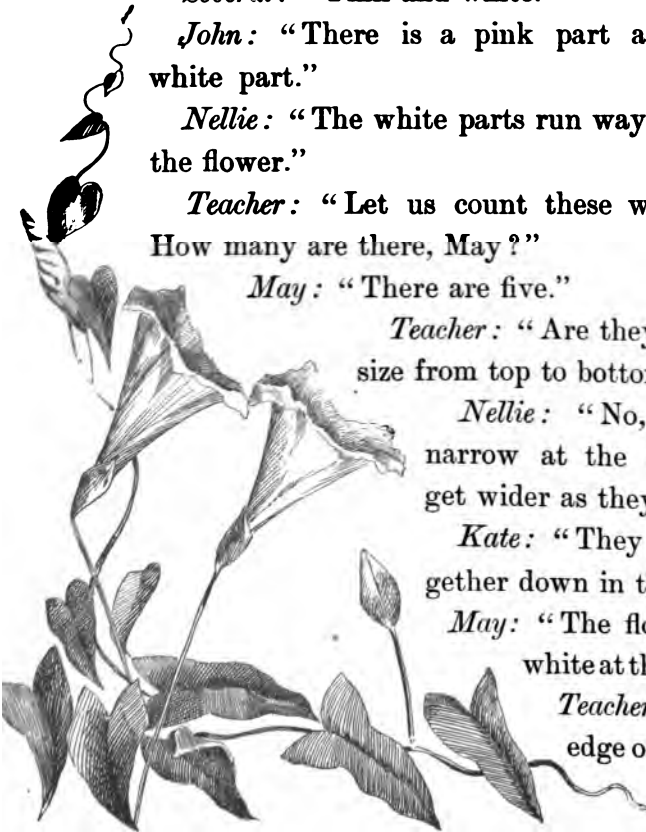 John: “There is a pink part a
white part.”
Nellie: “The white parts run way
the flower.”
Teacher: “Let us count these w
How many are there, May?”
May: “There are five.”
Teacher: “Are they
size from top to bottom
Nellie: “No,
narrow at the
get wider as they
Kate: “They
gether down in t
May: “The flo
white at th
Teacher
edge o